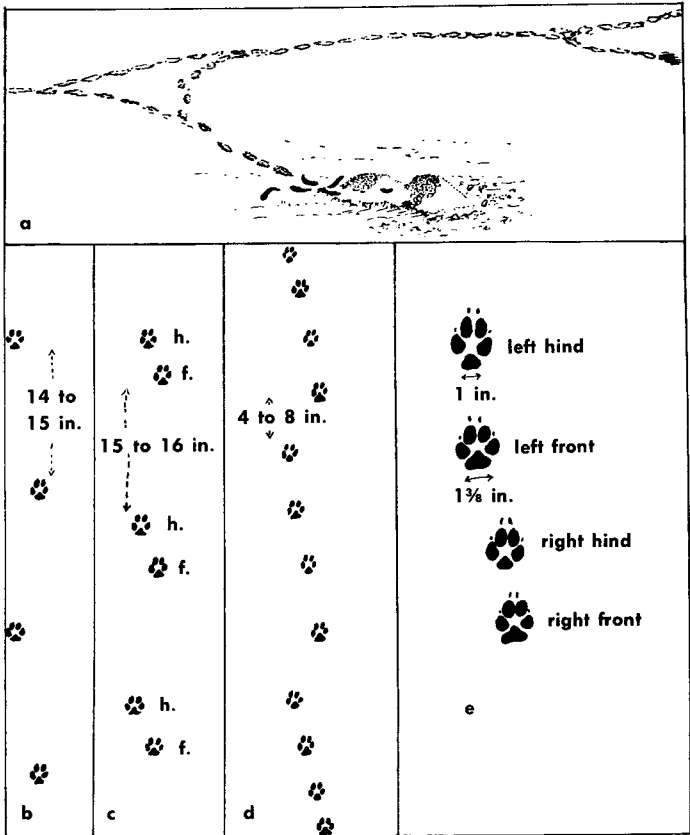 a
14 to
15 in.
b
h.
f.
15 to 16 in.
h.
f.
h.
f.
c
4 to 8 in.
d
left hind
1 in.
left front
1⅜ in.
right hind
right front
e